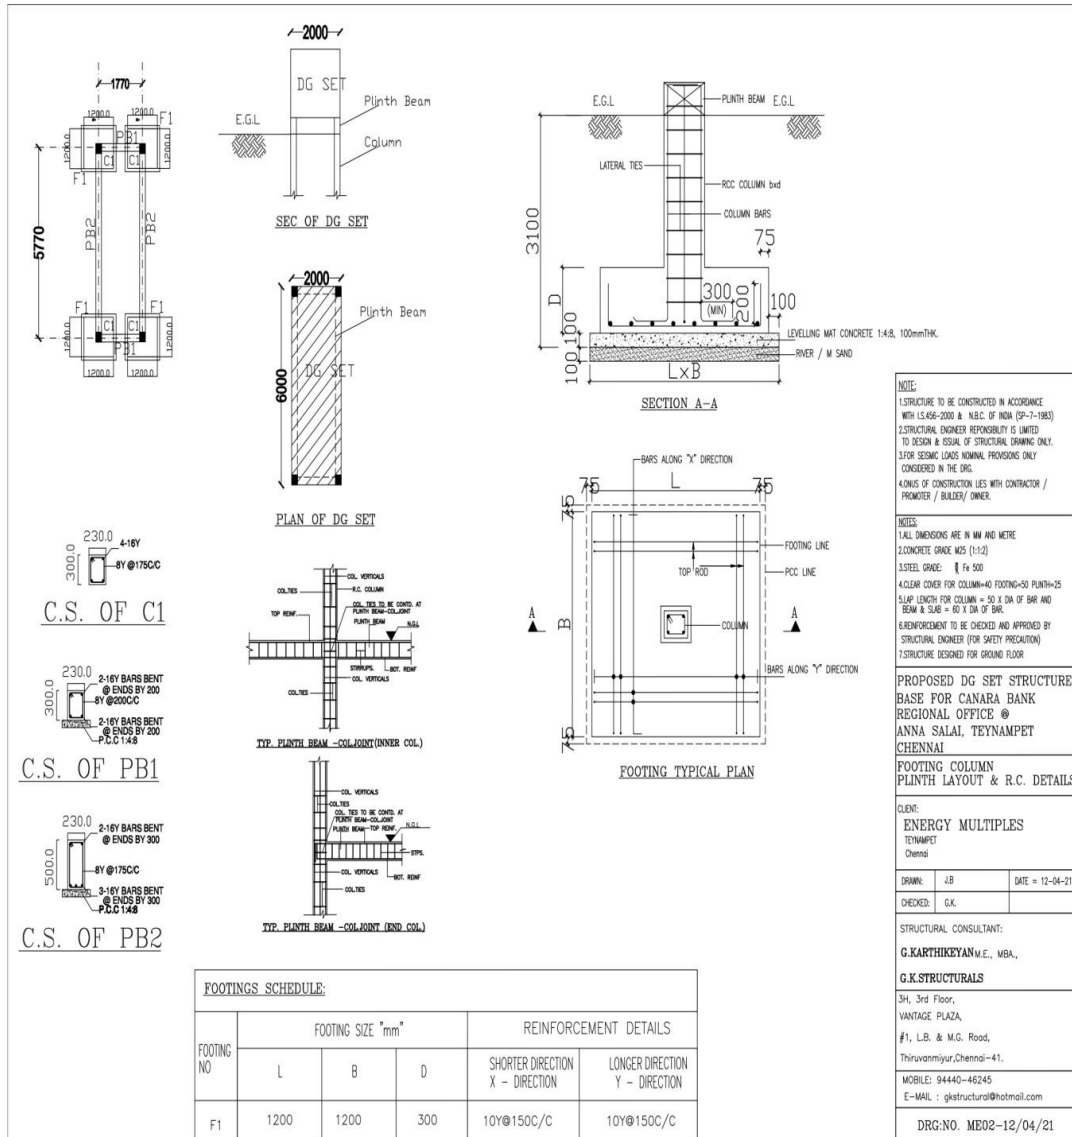 1770
1200.0
1200.0
F1
PB1
1200.0
C1
C1
1200.0
F1
5770
PB2
PB2
F1
F1
1200.0
C1
C1
1200.0
PB1
1200.0
1200.0
2000
DG SET
Plinth Beam
E.G.L
Column
SEC OF DG SET
2000
Plinth Beam
DG SET
6000
PLAN OF DG SET
E.G.L
PLINTH BEAM
E.G.L
LATERAL TIES
RCC COLUMN bxd
COLUMN BARS
3100
75
D
300
(MIN)
200
100
100
LEVELLING MAT CONCRETE 1:4:8, 100mmTHK.
RIVER / M SAND
100
LxB
SECTION A-A
BARS ALONG "X" DIRECTION
75
L
75
75
FOOTING LINE
TOP ROD
PCC LINE
A
B
COLUMN
A
BARS ALONG "Y" DIRECTION
75
FOOTING TYPICAL PLAN
230.0
4-16Y
300.0
8Y @175C/C
C.S. OF C1
230.0
2-16Y BARS BENT
@ ENDS BY 200
300.0
8Y @200C/C
2-16Y BARS BENT
@ ENDS BY 200
P.C.C 1:4:8
C.S. OF PB1
230.0
2-16Y BARS BENT
@ ENDS BY 300
500.0
8Y @175C/C
3-16Y BARS BENT
@ ENDS BY 300
P.C.C 1:4:8
C.S. OF PB2
COL. VERTICALS
COL.TIES
R.C. COLUMN
COL. TIES TO BE CONTD. AT
PLINTH BEAM-COL.JOINT
TOP REINF.
PLINTH BEAM
N.G.L
STIRRUPS.
BOT. REINF
COL. VERTICALS
COL.TIES
TYP. PLINTH BEAM -COL.JOINT(INNER COL.)
COL. VERTICALS
COL.TIES
COL. TIES TO BE CONTD. AT
PLINTH BEAM-COL.JOINT
PLINTH BEAM
TOP REINF.
N.G.L
STPS.
COL. VERTICALS
BOT. REINF
COL.TIES
TYP. PLINTH BEAM -COL.JOINT (END COL.)
FOOTINGS SCHEDULE:
FOOTING NO
FOOTING SIZE "mm"
REINFORCEMENT DETAILS
L
B
D
SHORTER DIRECTION X - DIRECTION
LONGER DIRECTION Y - DIRECTION
F1
1200
1200
300
10Y@150C/C
10Y@150C/C
NOTE:
1.STRUCTURE TO BE CONSTRUCTED IN ACCORDANCE
WITH I.S.456-2000 & N.B.C. OF INDIA (SP-7-1983)
2.STRUCTURAL ENGINEER REPONSIBILITY IS LIMITED
TO DESIGN & ISSUAL OF STRUCTURAL DRAWING ONLY.
3.FOR SEISMIC LOADS NOMINAL PROVISIONS ONLY
CONSIDERED IN THE DRG.
4.ONUS OF CONSTRUCTION LIES WITH CONTRACTOR /
PROMOTER / BUILDER/ OWNER.
NOTES:
1.ALL DIMENSIONS ARE IN MM AND METRE
2.CONCRETE GRADE M25 (1:1:2)
3.STEEL GRADE: Fe 500
4.CLEAR COVER FOR COLUMN=40 FOOTING=50 PLINTH=25
5.LAP LENGTH FOR COLUMN = 50 X DIA OF BAR AND
BEAM & SLAB = 60 X DIA OF BAR.
6.REINFORCEMENT TO BE CHECKED AND APPROVED BY
STRUCTURAL ENGINEER (FOR SAFETY PRECAUTION)
7.STRUCTURE DESIGNED FOR GROUND FLOOR
PROPOSED DG SET STRUCTURE
BASE FOR CANARA BANK
REGIONAL OFFICE @
ANNA SALAI, TEYNAMPET
CHENNAI
FOOTING COLUMN
PLINTH LAYOUT & R.C. DETAILS
CLIENT:
ENERGY MULTIPLES
TEYNAMPET
Chennai
DRAWN: J.B DATE = 12-04-21
CHECKED: G.K.
STRUCTURAL CONSULTANT:
G.KARTHIKEYAN M.E., MBA.,
G.K.STRUCTURALS
3H, 3rd Floor,
VANTAGE PLAZA,
#1, L.B. & M.G. Road,
Thiruvanmiyur,Chennai-41.
MOBILE: 94440-46245
E-MAIL : gkstructural@hotmail.com
DRG:NO. ME02-12/04/21